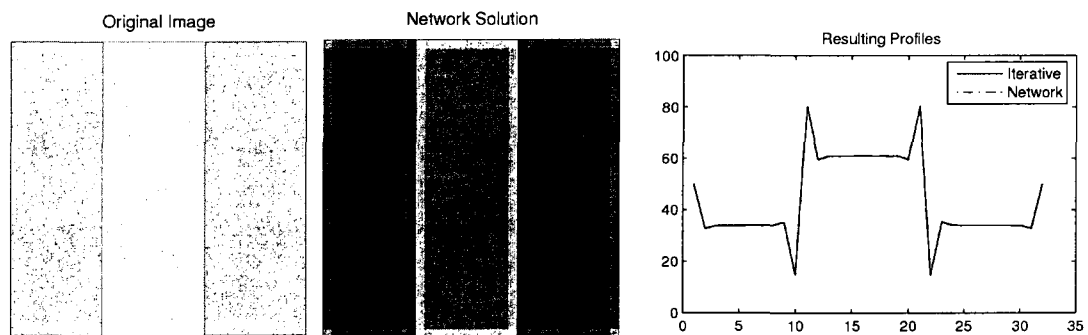 Original Image
Network Solution
Resulting Profiles
100
80
60
40
20
0
0 5 10 15 20 25 30 35
Iterative
Network